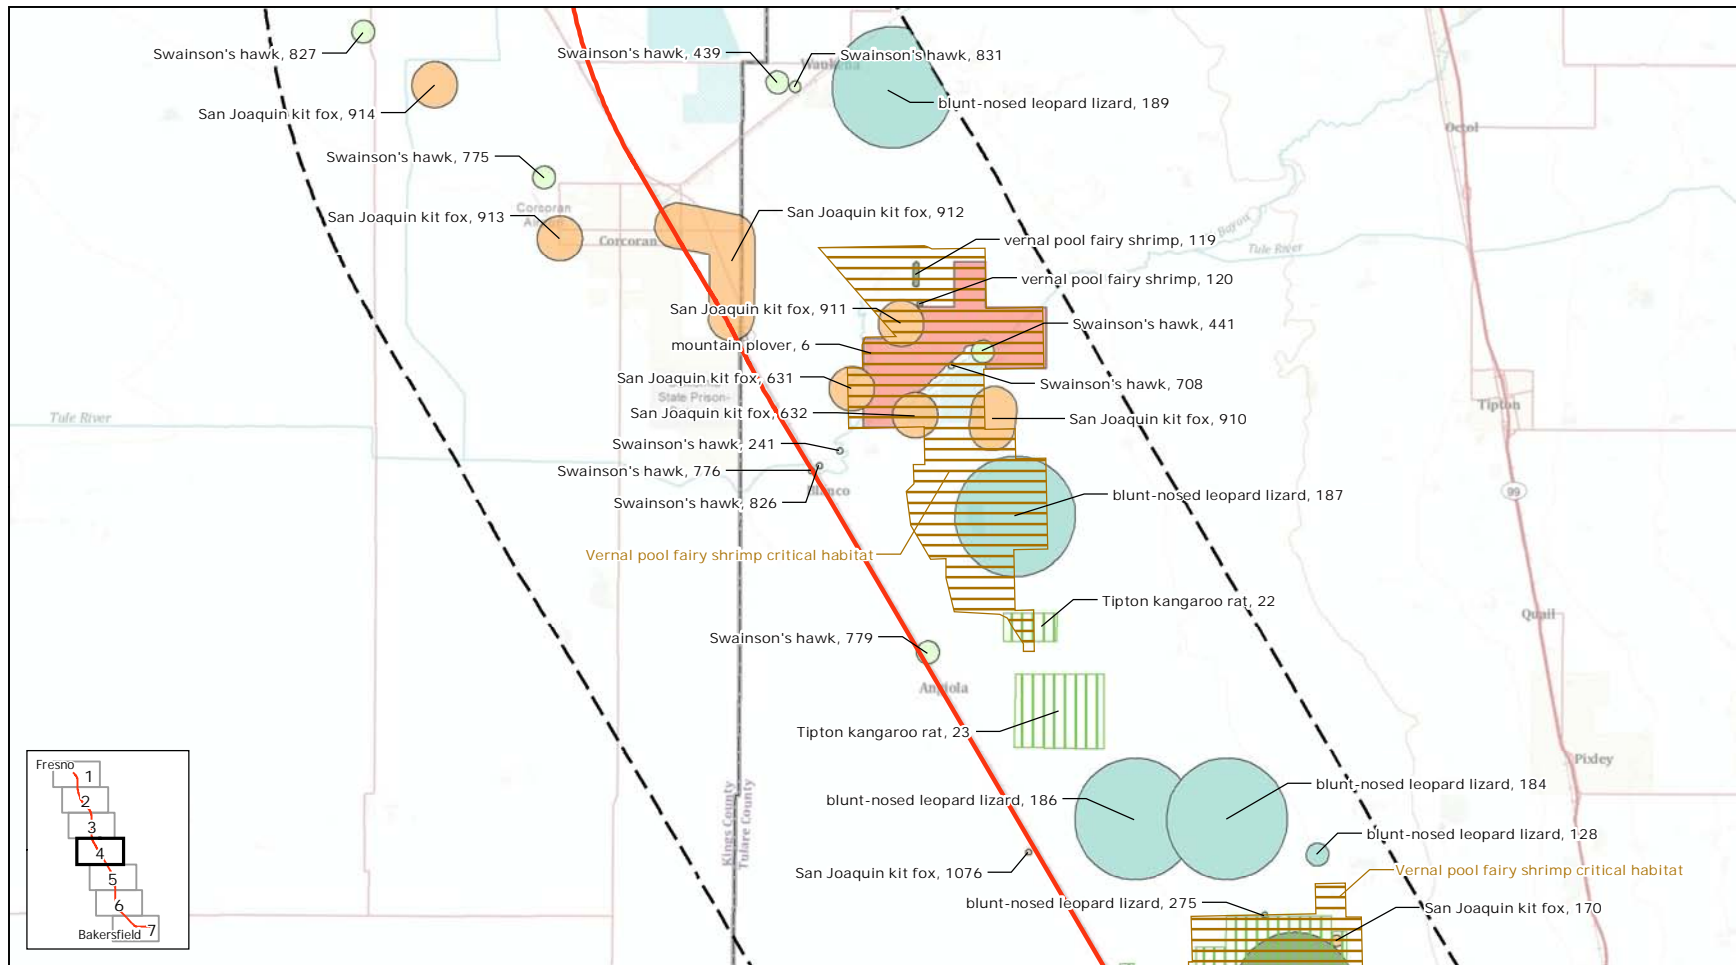 Swainson's hawk, 827
Swainson's hawk, 439
Swainson's hawk, 831
Waukena
blunt-nosed leopard lizard, 189
San Joaquin kit fox, 914
Octol
Swainson's hawk, 775
San Joaquin kit fox, 913
Corcoran
Corcoran
San Joaquin kit fox, 912
vernal pool fairy shrimp, 119
Bayou
Tule River
vernal pool fairy shrimp, 120
San Joaquin kit fox, 911
Swainson's hawk, 441
mountain plover, 6
San Joaquin kit fox, 631
Swainson's hawk, 708
State Prison-
San Joaquin kit fox, 632
San Joaquin kit fox, 910
Tipton
Tule River
Swainson's hawk, 241
Swainson's hawk, 776
Blanco
99
blunt-nosed leopard lizard, 187
Swainson's hawk, 826
Vernal pool fairy shrimp critical habitat
Tipton kangaroo rat, 22
Quail
Swainson's hawk, 779
Angiola
Tipton kangaroo rat, 23
Pixley
Kings County
Tulare County
blunt-nosed leopard lizard, 186
blunt-nosed leopard lizard, 184
blunt-nosed leopard lizard, 128
San Joaquin kit fox, 1076
Vernal pool fairy shrimp critical habitat
blunt-nosed leopard lizard, 275
San Joaquin kit fox, 170
Fresno
1
2
3
4
5
6
7
Bakersfield